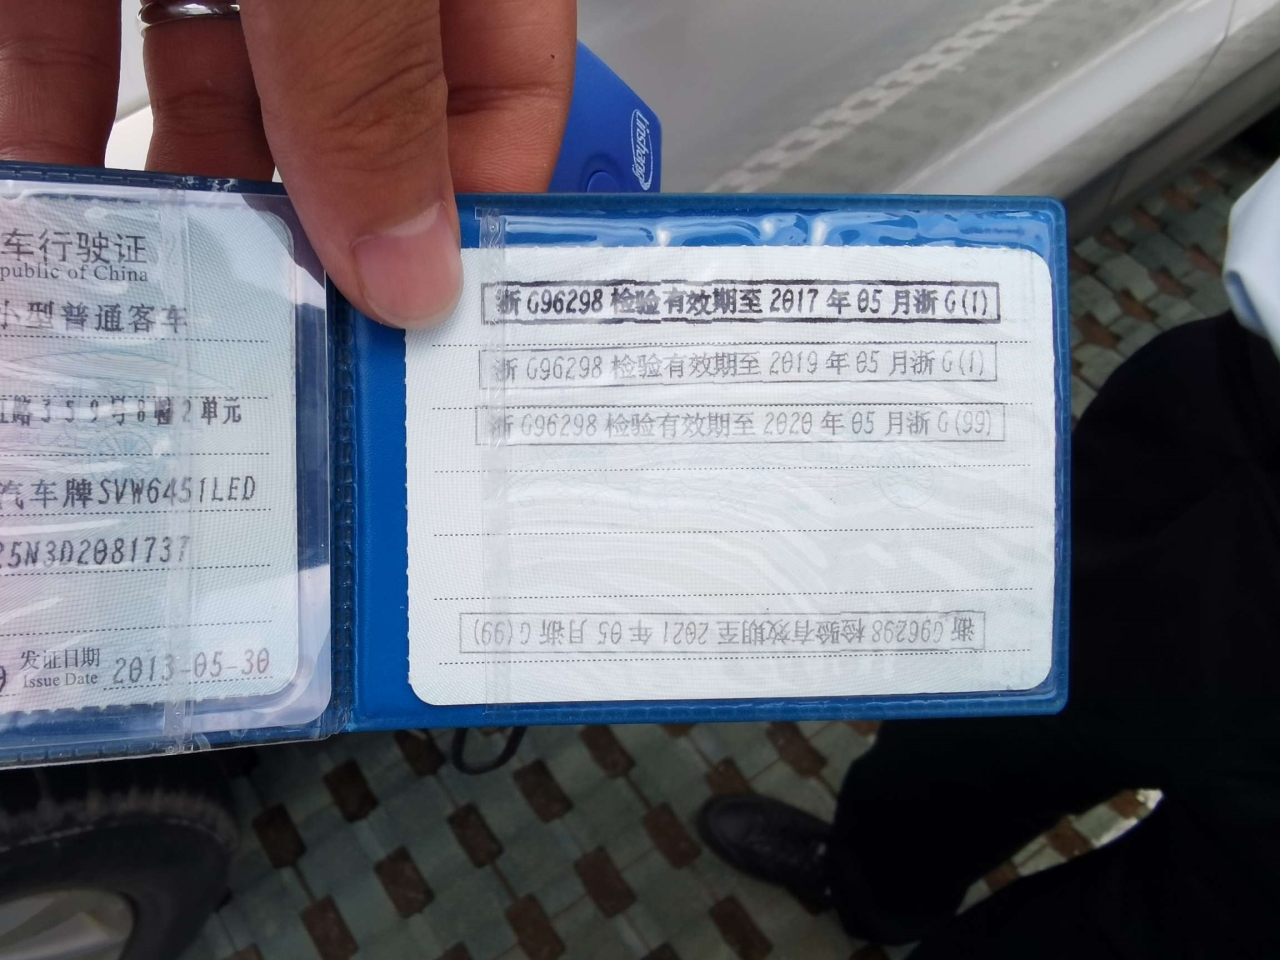 Linshang
车行驶证
public of China
小型普通客车
路359号8幢2单元
汽车牌SVW6451LED
5N3D2081737
发证日期 2013-05-30
Issue Date
浙G96298检验有效期至2017年05月浙G(1)
浙G96298检验有效期至2019年05月浙G(1)
浙G96298检验有效期至2020年05月浙G(99)
浙G96298检验有效期至2021年05月浙G(99)